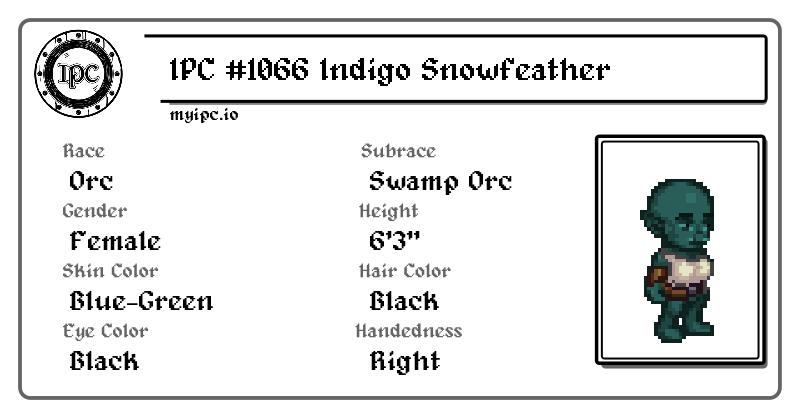 IPC
IPC #1066 Indigo Snowfeather
myipc.io
Race
Orc
Subrace
Swamp Orc
Gender
Female
Height
6'3"
Skin Color
Blue-Green
Hair Color
Black
Eye Color
Black
Handedness
Right